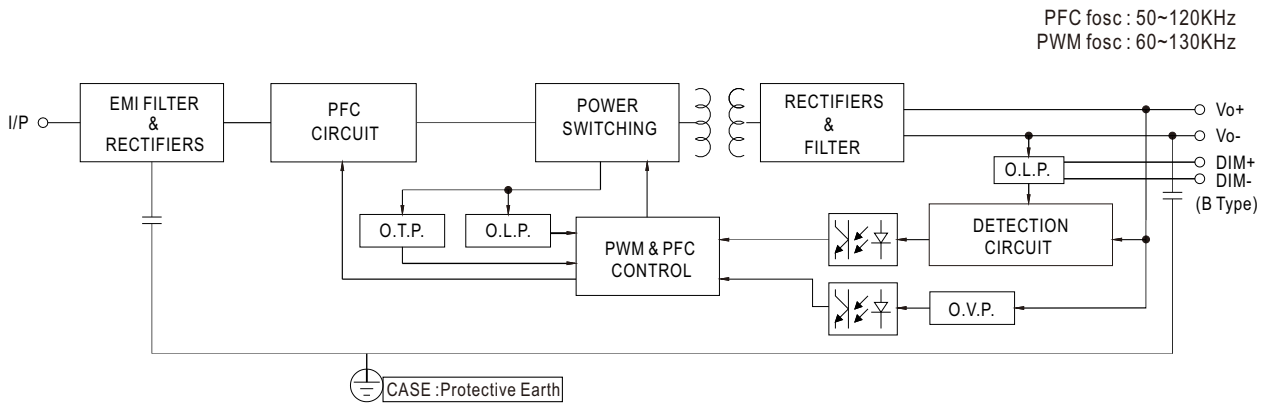 PFC fosc : 50~120KHz
PWM fosc : 60~130KHz
I/P
EMI FILTER
&
RECTIFIERS
PFC
CIRCUIT
POWER
SWITCHING
RECTIFIERS
&
FILTER
Vo+
Vo-
DIM+
DIM-
(B Type)
O.L.P.
O.T.P.
O.L.P.
PWM & PFC
CONTROL
DETECTION
CIRCUIT
O.V.P.
CASE :Protective Earth